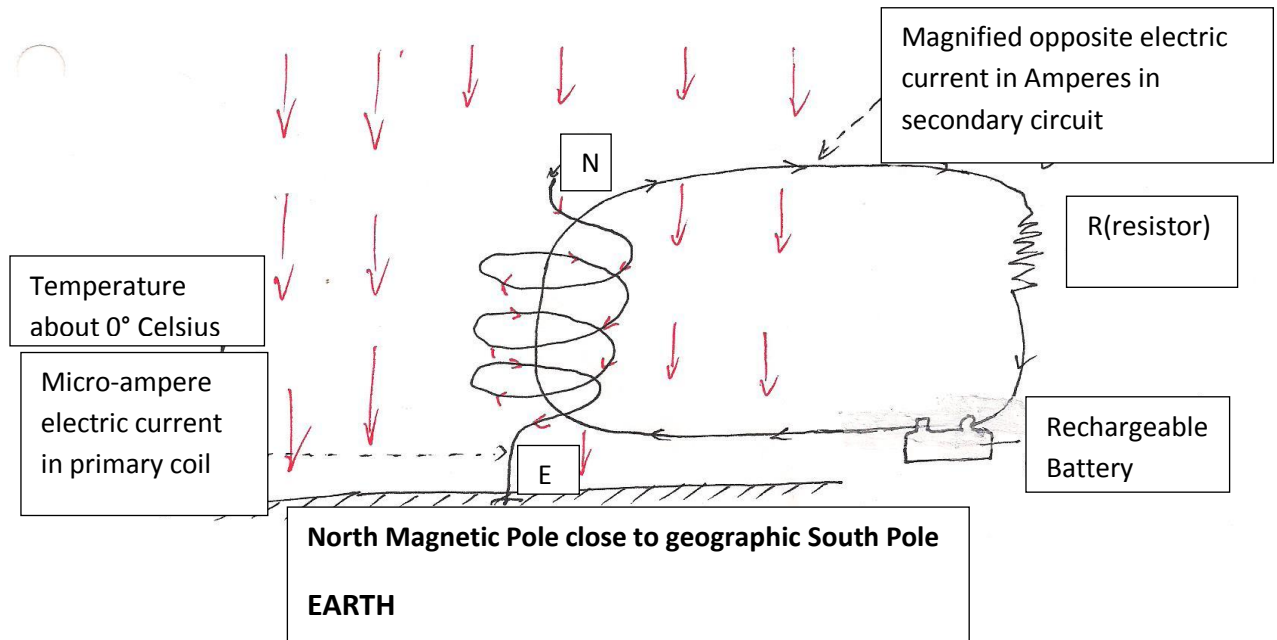 Magnified opposite electric
current in Amperes in
secondary circuit
N
R(resistor)
Temperature
about 0° Celsius
Micro-ampere
electric current
in primary coil
Rechargeable
Battery
E
North Magnetic Pole close to geographic South Pole
EARTH